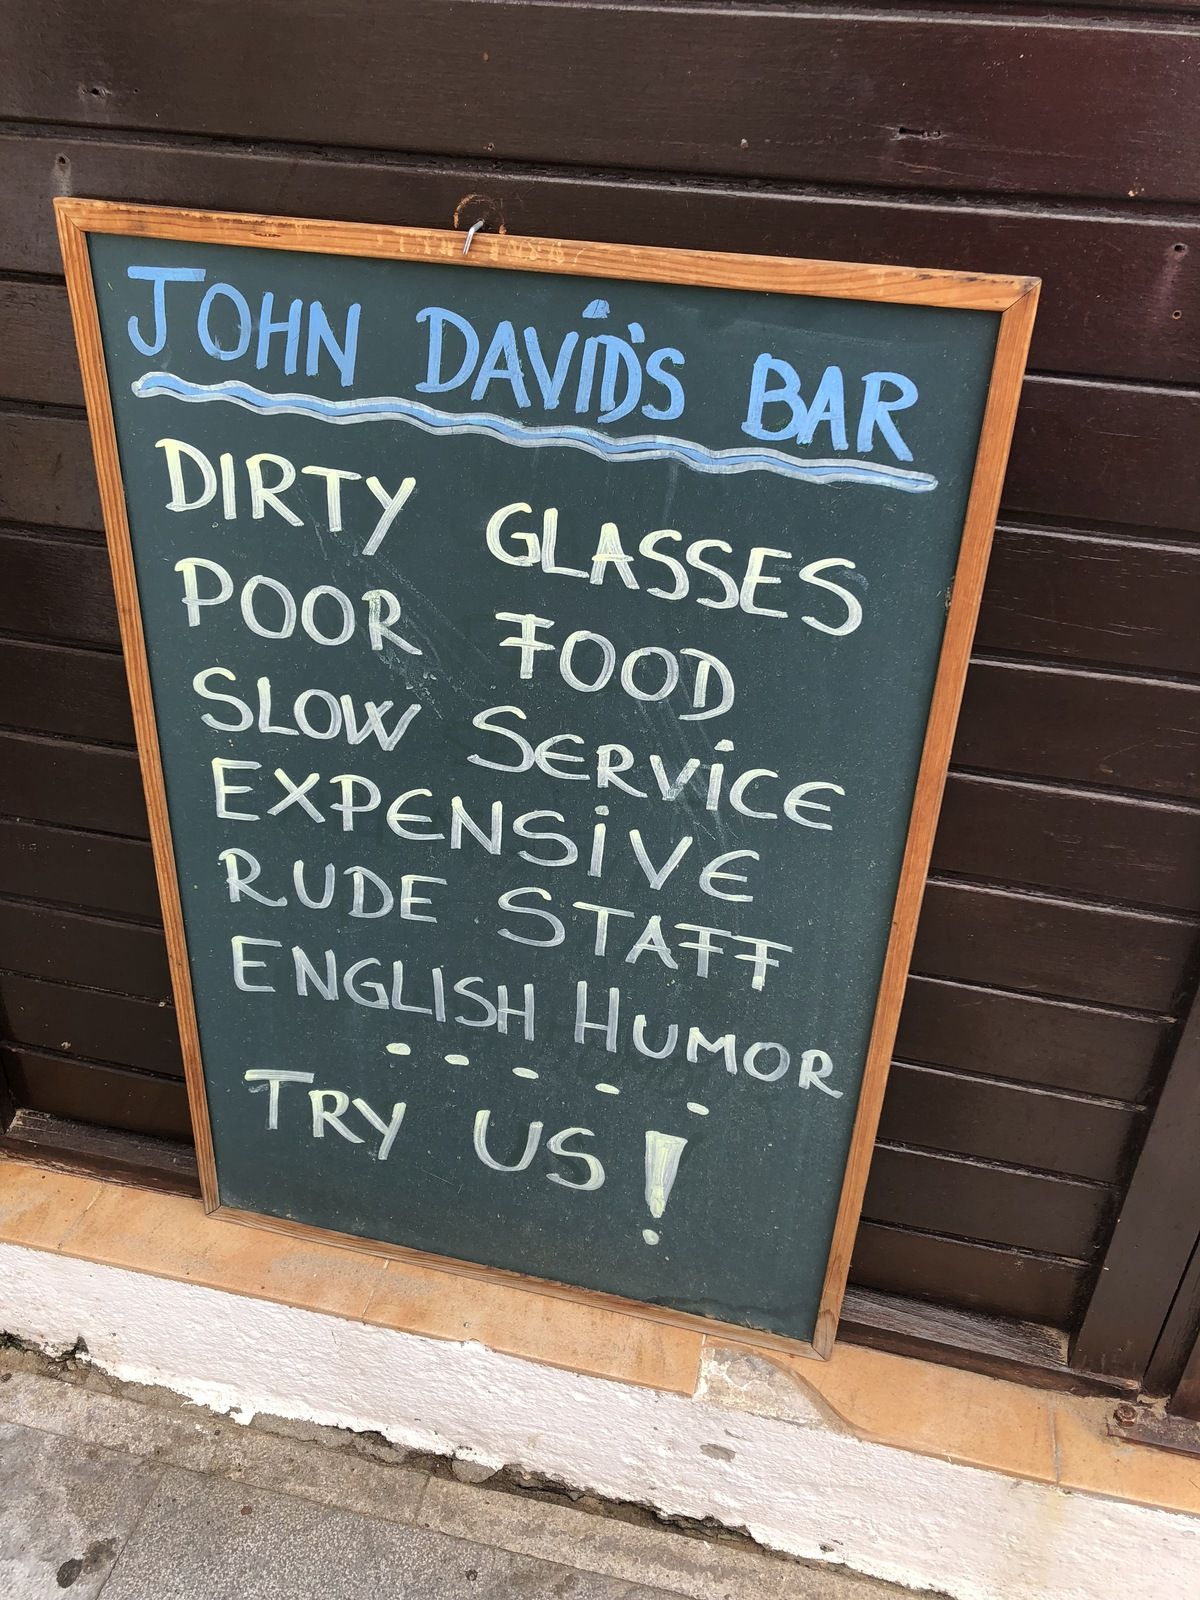 JOHN DAVID'S BAR
DIRTY GLASSES
POOR FOOD
SLOW SERVICE
EXPENSIVE
RUDE STAFF
ENGLISH HUMOR
.....
TRY US!